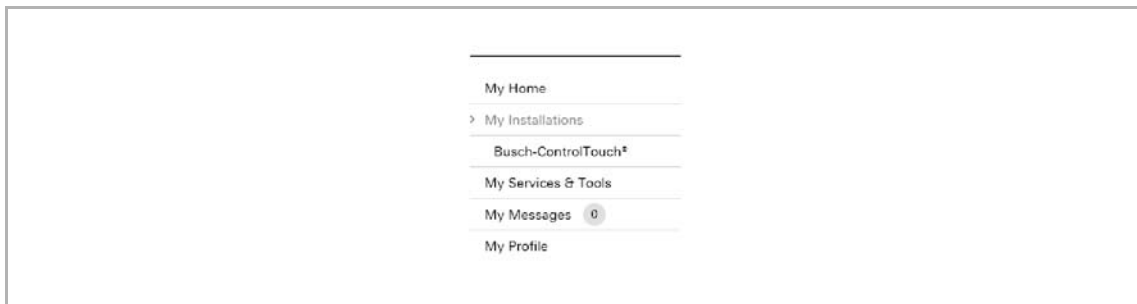 My Home
> My Installations
Busch-ControlTouch®
My Services & Tools
My Messages 0
My Profile